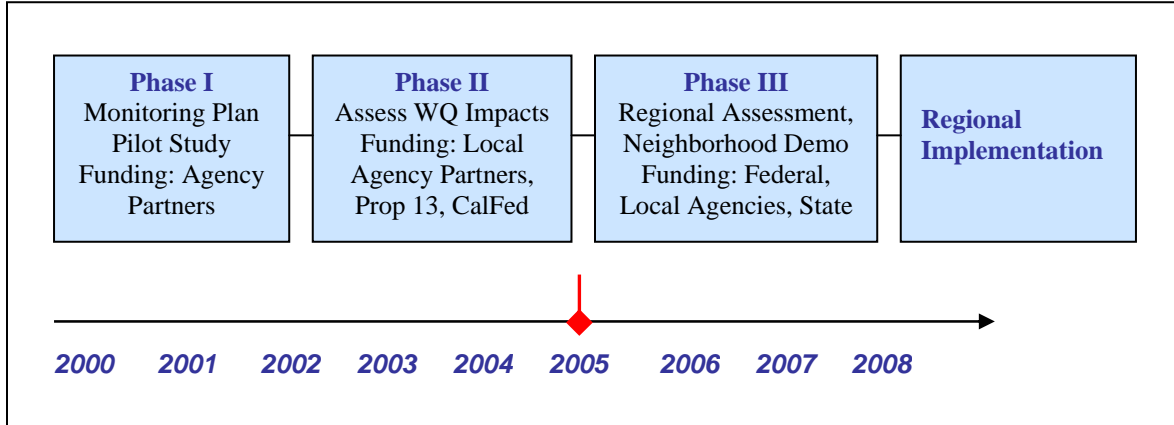 Phase I
Monitoring Plan
Pilot Study
Funding: Agency
Partners
Phase II
Assess WQ Impacts
Funding: Local
Agency Partners,
Prop 13, CalFed
Phase III
Regional Assessment,
Neighborhood Demo
Funding: Federal,
Local Agencies, State
Regional
Implementation
2000 2001 2002 2003 2004 2005 2006 2007 2008